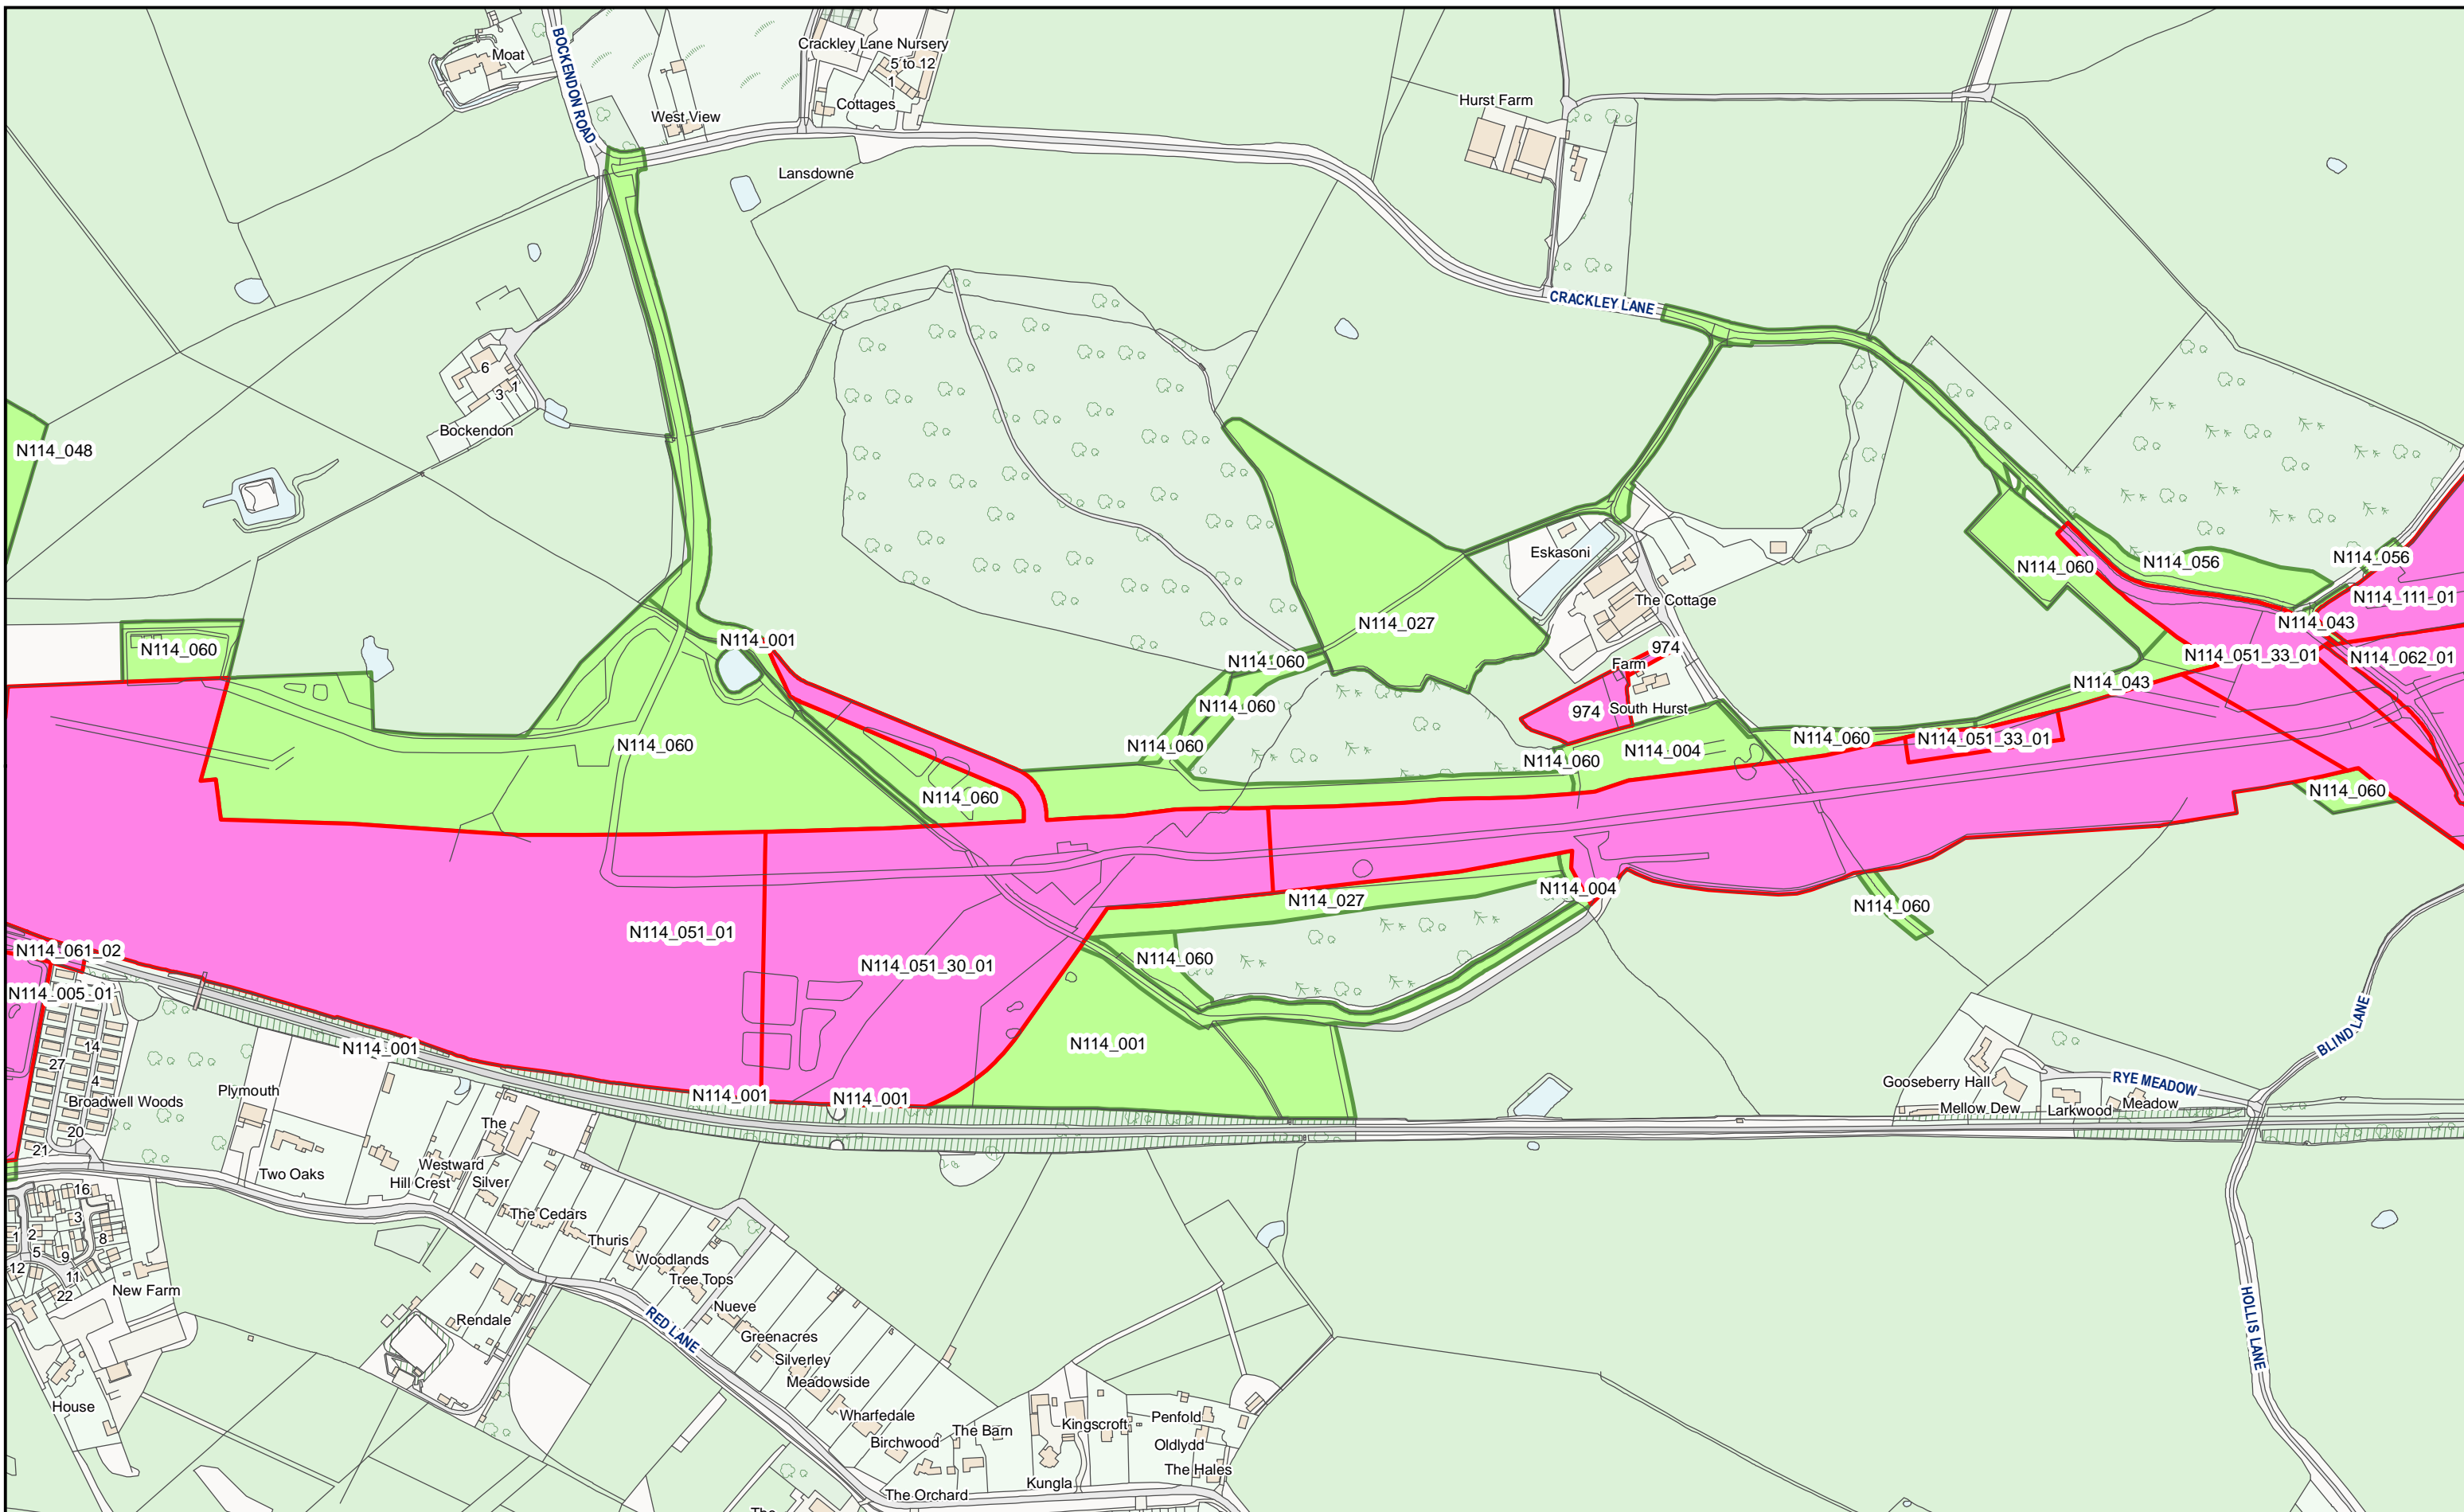 Moat
BOCKENDON ROAD
Crackley Lane Nursery
5 to 12
1
Cottages
West View
Lansdowne
Hurst Farm
CRACKLEY LANE
6
1
3
Bockendon
N114_048
Eskasoni
N114_056
N114_056
N114_060
The Cottage
N114_111_01
N114_027
N114_043
N114_001
N114_060
974
N114_051_33_01
N114_062_01
N114_060
Farm
N114_043
N114_060
974
South Hurst
N114_060
N114_060
N114_004
N114_060
N114_051_33_01
N114_060
N114_060
N114_060
N114_004
N114_027
N114_060
N114_051_01
N114_061_02
N114_060
N114_051_30_01
N114_005_01
N114_001
BLIND LANE
14
N114_001
27
4
Plymouth
N114_001
N114_001
Gooseberry Hall
RYE MEADOW
Broadwell Woods
Mellow Dew
Larkwood
Meadow
The
20
21
Two Oaks
Westward
Hill Crest
Silver
16
3
The Cedars
1
2
8
5
9
Thuris
12
11
Woodlands
22
New Farm
Tree Tops
Nueve
Rendale
RED LANE
Greenacres
Silverley
Meadowside
HOLLIS LANE
House
Wharfedale
The Barn
Kingscroft
Penfold
Birchwood
Oldlydd
The Hales
Kungla
The Orchard
The